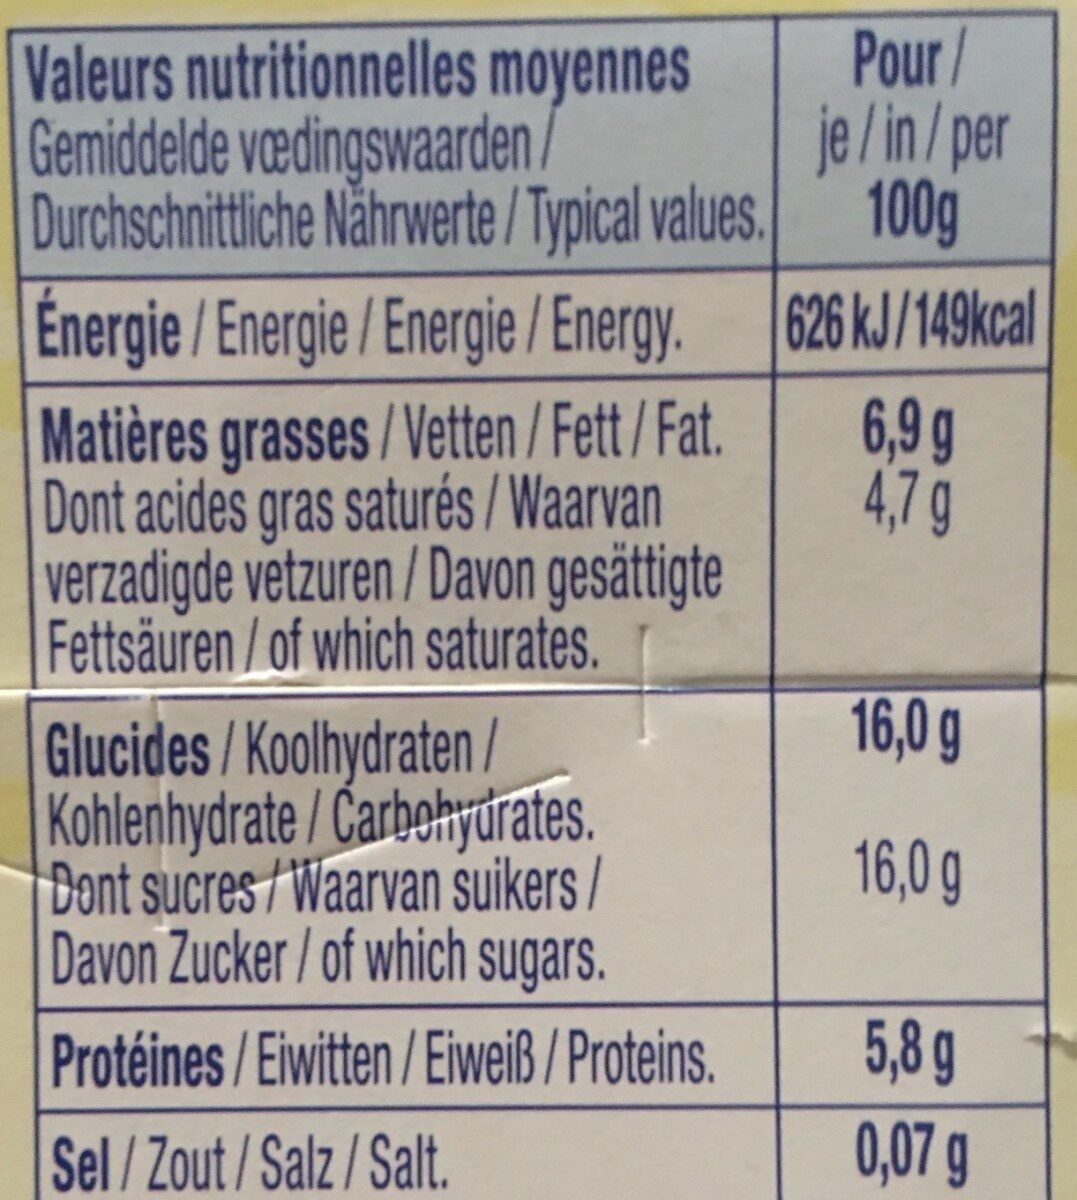 Valeurs nutritionnelles moyennes
Gemiddelde vœdingswaarden /
Durchschnittliche Nährwerte / Typical values.
Pour /
je / in / per
100g
Énergie / Energie / Energie / Energy.
626 kJ / 149kcal
Matières grasses / Vetten / Fett / Fat.
6,9 g
Dont acides gras saturés / Waarvan
4,7 g
verzadigde vetzuren / Davon gesättigte
Fettsäuren / of which saturates.
Glucides / Koolhydraten /
16,0 g
Kohlenhydrate / Carbohydrates.
Dont sucres / Waarvan suikers /
16,0 g
Davon Zucker / of which sugars.
Protéines / Eiwitten / Eiweiß / Proteins.
5,8 g
Sel / Zout / Salz / Salt.
0,07 g